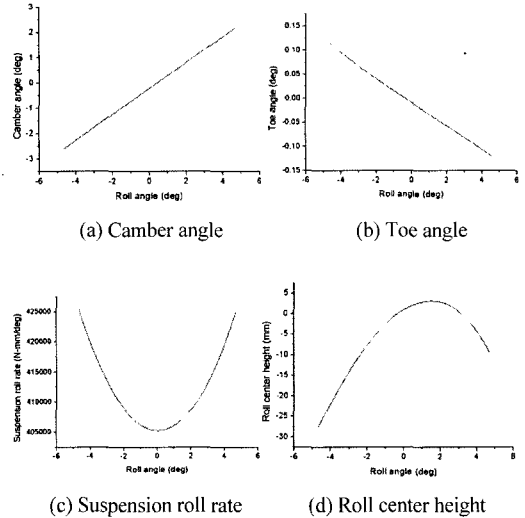 3
2
1
0
-1
-2
-3
Camber angle (deg)
-6 -4 -2 0 2 4 6
Roll angle (deg)
(a) Camber angle
0.15
0.10
0.05
0.00
-0.05
-0.10
-0.15
Toe angle (deg)
-6 -4 -2 0 2 4 6
Roll angle (deg)
(b) Toe angle
425000
420000
415000
410000
405000
Suspension roll rate (N-mm/deg)
-6 -4 -2 0 2 4 6
Roll angle (deg)
(c) Suspension roll rate
5
0
-5
-10
-15
-20
-25
-30
Roll center height (mm)
-6 -4 -2 0 2 4 6
Roll angle (deg)
(d) Roll center height